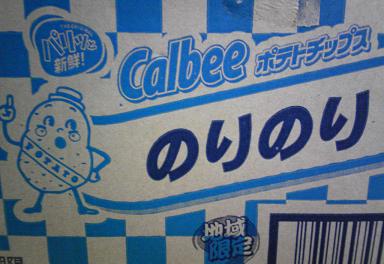 パリッと
新鮮!
Calbee ポテトチップス
のりのり
POTATO
地域
限定